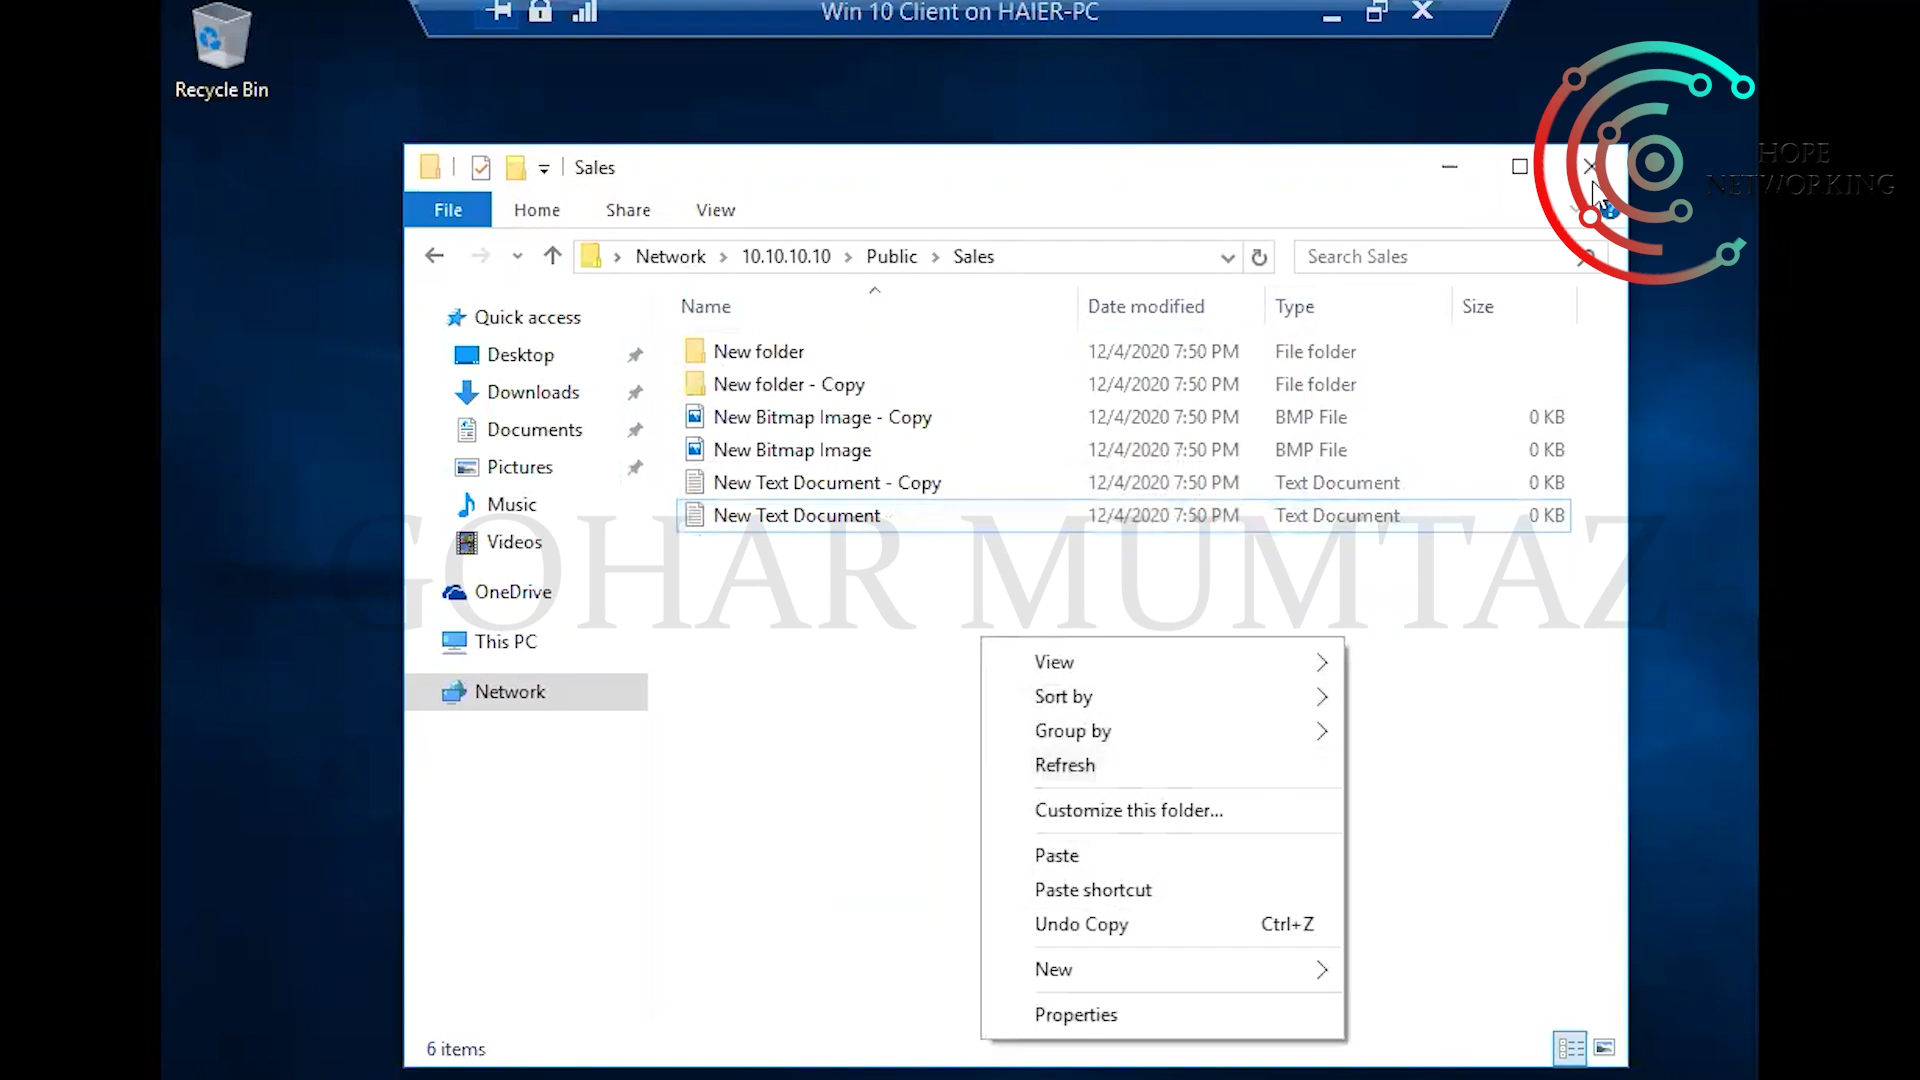 Win 10 Client on HAIER-PC
Recycle Bin
HOPE
NETWORKING
Sales
File Home Share View
Network 10.10.10.10 Public Sales
Search Sales
Name Date modified Type Size
Quick access
Desktop
Downloads
Documents
Pictures
Music
Videos
OneDrive
This PC
Network
New folder 12/4/2020 7:50 PM File folder
New folder - Copy 12/4/2020 7:50 PM File folder
New Bitmap Image - Copy 12/4/2020 7:50 PM BMP File 0 KB
New Bitmap Image 12/4/2020 7:50 PM BMP File 0 KB
New Text Document - Copy 12/4/2020 7:50 PM Text Document 0 KB
New Text Document 12/4/2020 7:50 PM Text Document 0 KB
GOHAR MUMTAZ
View
Sort by
Group by
Refresh
Customize this folder...
Paste
Paste shortcut
Undo Copy Ctrl+Z
New
Properties
6 items